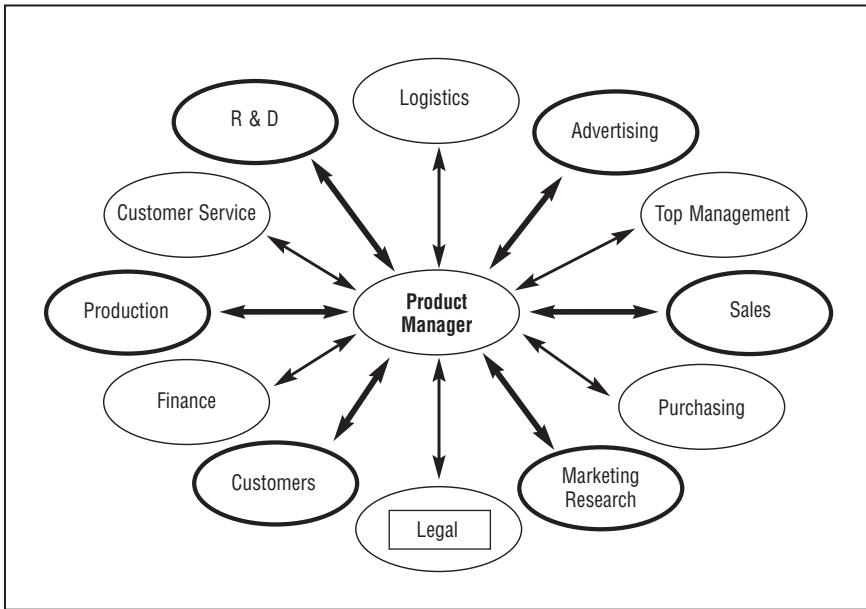 Logistics
R & D
Advertising
Customer Service
Top Management
Production
Product
Manager
Sales
Finance
Purchasing
Customers
Marketing
Research
Legal